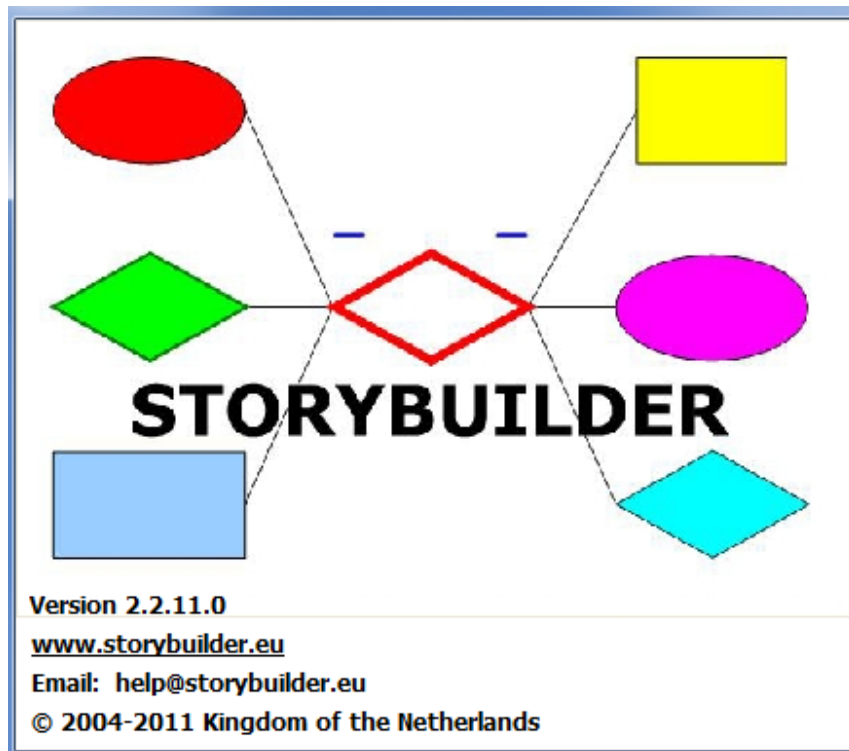 STORYBUILDER
Version 2.2.11.0
www.storybuilder.eu
Email: help@storybuilder.eu
© 2004-2011 Kingdom of the Netherlands